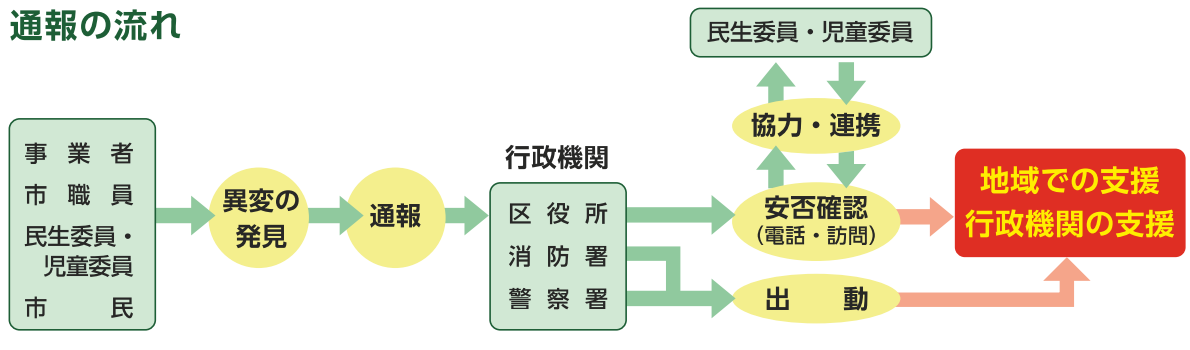 通報の流れ
事業者
市職員
民生委員・
児童委員
市民
異変の
発見
通報
行政機関
区役所
消防署
警察署
民生委員・児童委員
協力・連携
安否確認
（電話・訪問）
出動
地域での支援
行政機関の支援